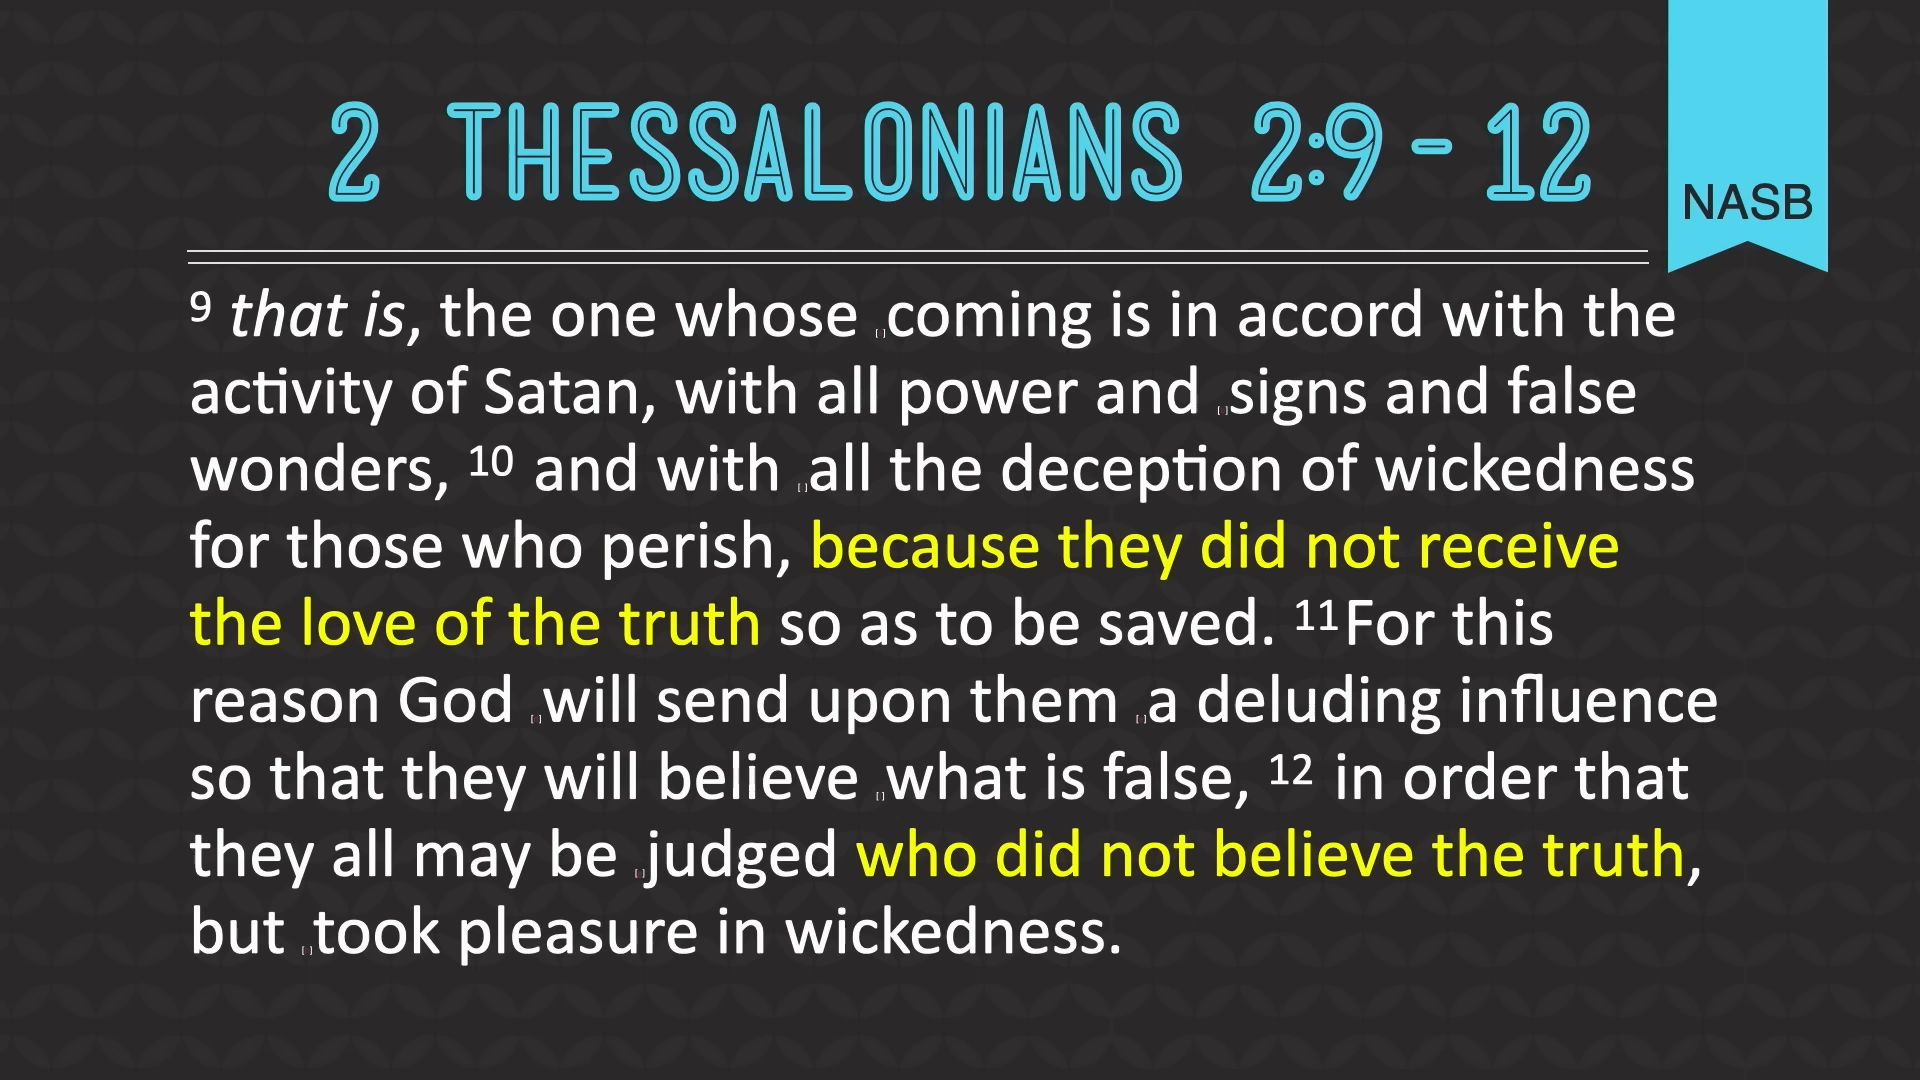 2 THESSALONIANS 2:9 - 12
NASB
9 that is, the one whose []coming is in accord with the
activity of Satan, with all power and []signs and false
wonders, 10 and with []all the deception of wickedness
for those who perish, because they did not receive
the love of the truth so as to be saved. 11For this
reason God []will send upon them []a deluding influence
so that they will believe []what is false, 12 in order that
they all may be []judged who did not believe the truth,
but []took pleasure in wickedness.